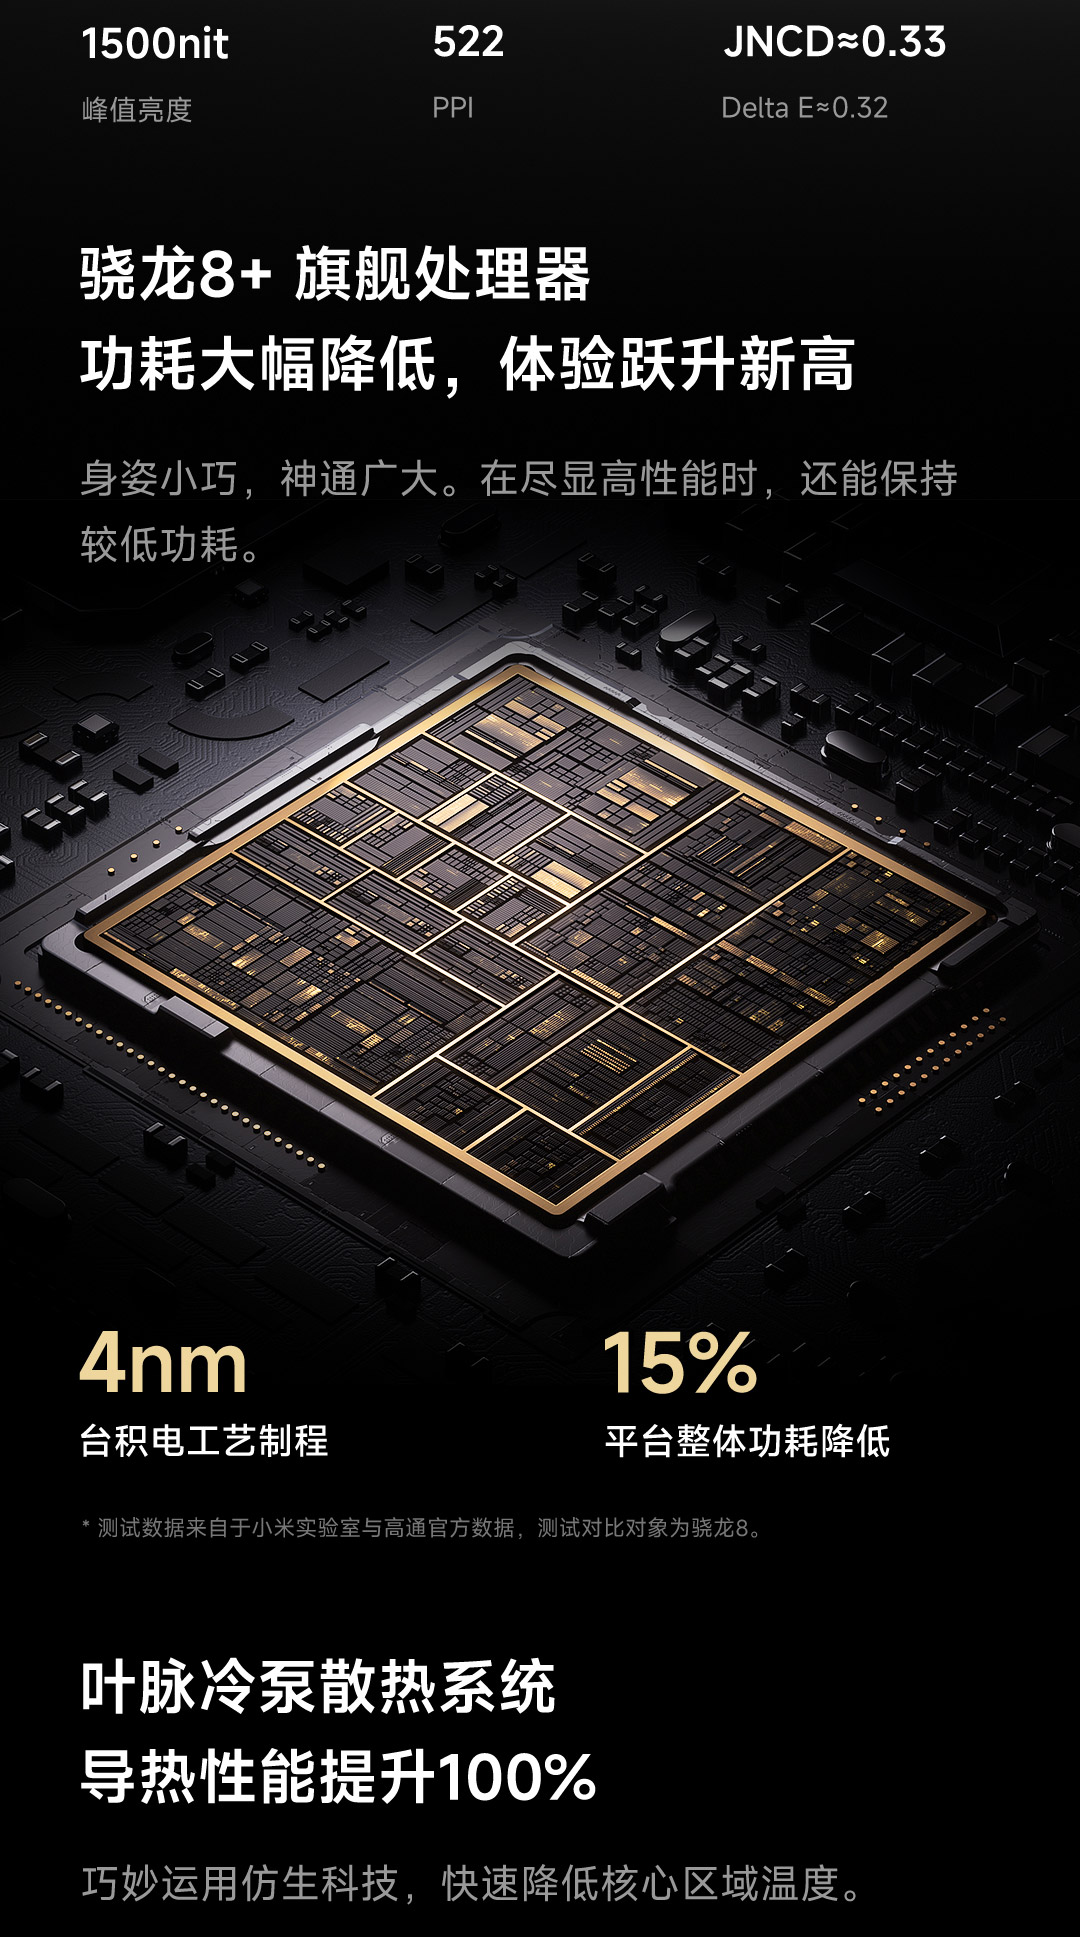 1500nit 522 JNCD≈0.33
峰值亮度 PPI Delta E≈0.32
骁龙8+ 旗舰处理器
功耗大幅降低，体验跃升新高
身姿小巧，神通广大。在尽显高性能时，还能保持
较低功耗。
4nm 15%
台积电工艺制程 平台整体功耗降低
* 测试数据来自于小米实验室与高通官方数据，测试对比对象为骁龙8。
叶脉冷泵散热系统
导热性能提升100%
巧妙运用仿生科技，快速降低核心区域温度。